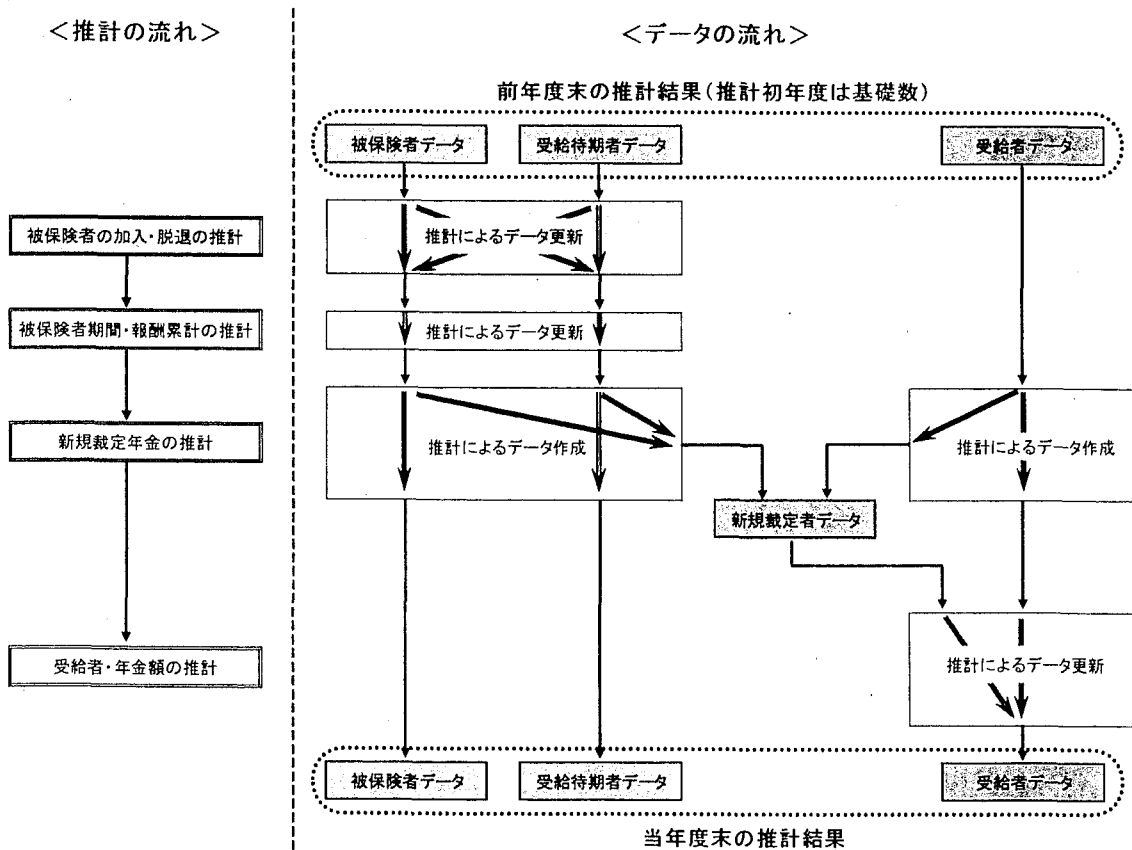 ＜推計の流れ＞
被保険者の加入・脱退の推計
被保険者期間・報酬累計の推計
新規裁定年金の推計
受給者・年金額の推計
＜データの流れ＞
前年度末の推計結果（推計初年度は基礎数）
被保険者データ
受給待期者データ
受給者データ
推計によるデータ更新
推計によるデータ更新
推計によるデータ作成
推計によるデータ作成
新規裁定者データ
推計によるデータ更新
被保険者データ
受給待期者データ
受給者データ
当年度末の推計結果